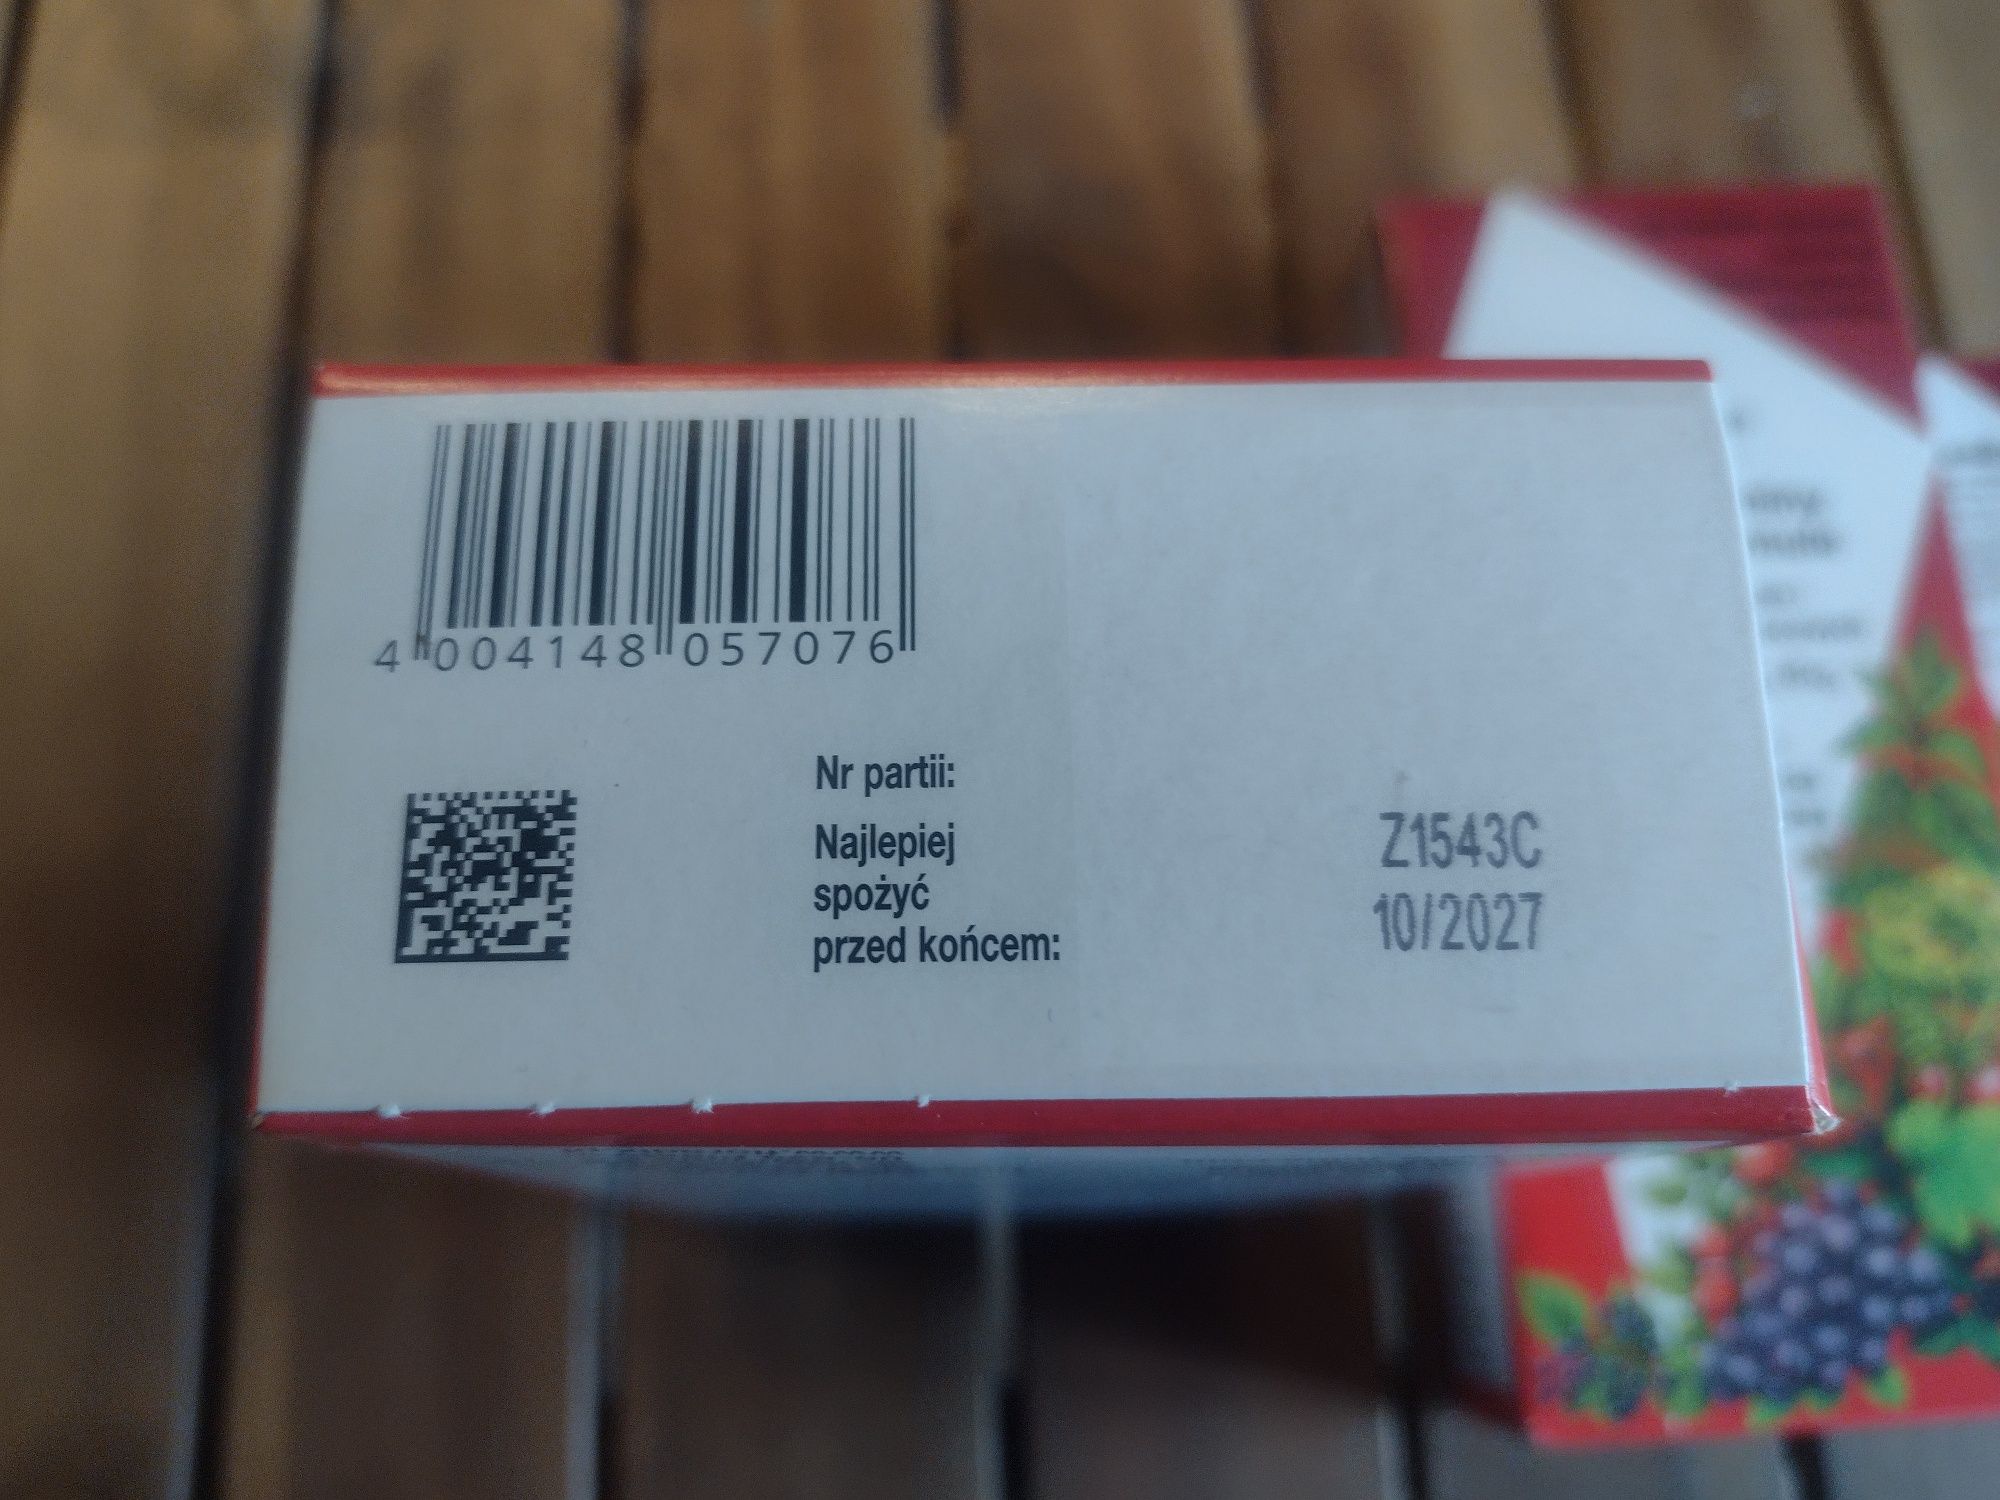 4 004148 057076
Nr partii:
Najlepiej
spożyć
przed końcem:
Z1543C
10/2027